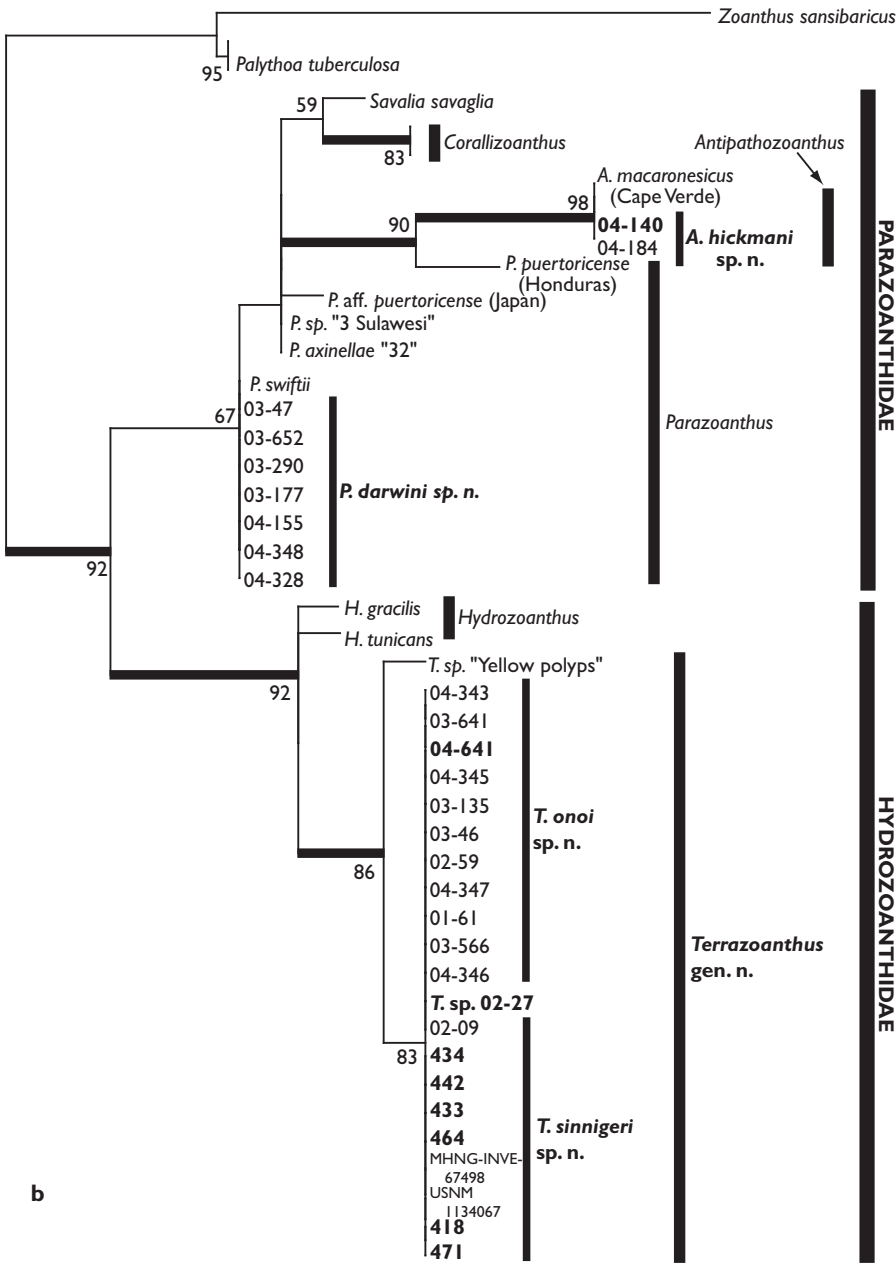 Zoanthus sansibaricus
95
Palythoa tuberculosa
59
Savalia savaglia
83
Corallizoanthus
Antipathozoanthus
A. macaronesicus
(Cape Verde)
98
90
04-140
04-184
A. hickmani
sp. n.
P. puertoricense
(Honduras)
P. aff. puertoricense (Japan)
P. sp. "3 Sulawesi"
P. axinellae "32"
P. swiftii
67
03-47
03-652
03-290
03-177
04-155
04-348
04-328
P. darwini sp. n.
Parazoanthus
PARAZOANTHIDAE
92
H. gracilis
H. tunicans
Hydrozoanthus
92
T. sp. "Yellow polyps"
04-343
03-641
04-641
04-345
03-135
03-46
02-59
04-347
01-61
03-566
04-346
T. onoi
sp. n.
86
T. sp. 02-27
02-09
83
434
442
433
464
MHNG-INVE-
67498
USNM
1134067
418
471
T. sinnigeri
sp. n.
Terrazoanthus
gen. n.
HYDROZOANTHIDAE
b